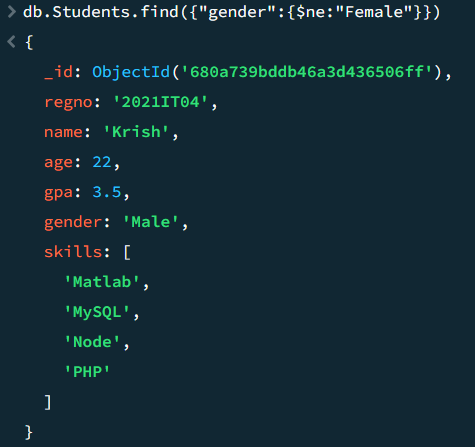 > db.Students.find({"gender":{$ne:"Female"}})
< {
_id: ObjectId('680a739bddb46a3d436506ff'),
regno: '2021IT04',
name: 'Krish',
age: 22,
gpa: 3.5,
gender: 'Male',
skills: [
'Matlab',
'MySQL',
'Node',
'PHP'
]
}